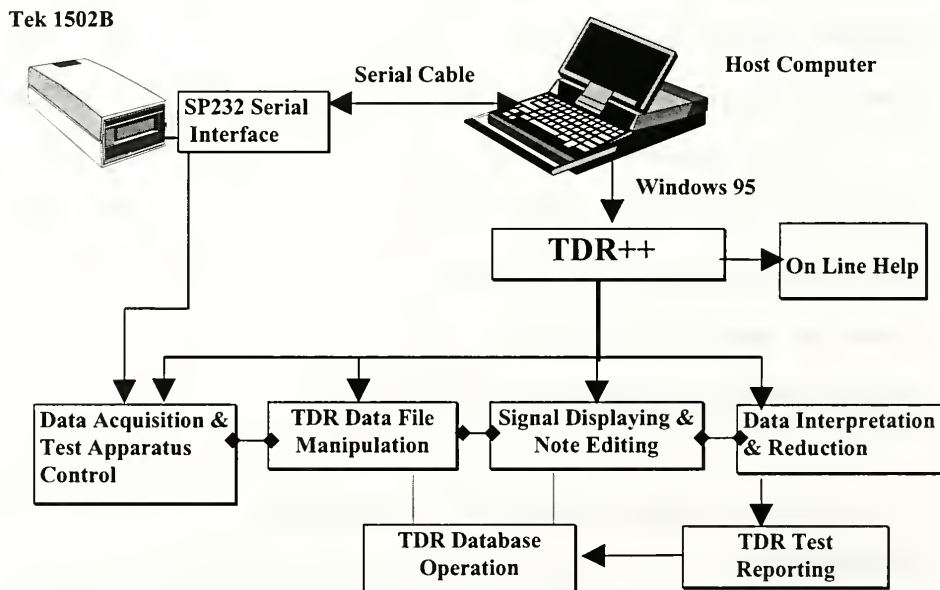 Tek 1502B
Serial Cable
Host Computer
SP232 Serial
Interface
Windows 95
TDR++
On Line Help
Data Acquisition &
Test Apparatus
Control
TDR Data File
Manipulation
Signal Displaying &
Note Editing
Data Interpretation
& Reduction
TDR Database
Operation
TDR Test
Reporting